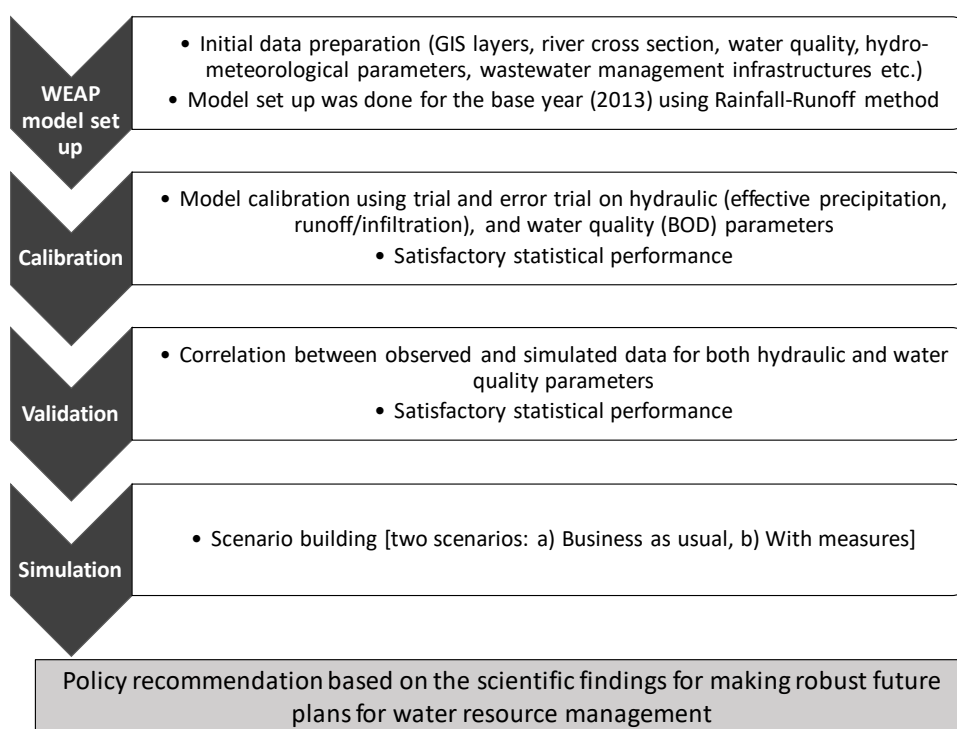 WEAP
model set
up
• Initial data preparation (GIS layers, river cross section, water quality, hydro-
meteorological parameters, wastewater management infrastructures etc.)
• Model set up was done for the base year (2013) using Rainfall-Runoff method
Calibration
• Model calibration using trial and error trial on hydraulic (effective precipitation,
runoff/infiltration), and water quality (BOD) parameters
• Satisfactory statistical performance
Validation
• Correlation between observed and simulated data for both hydraulic and water
quality parameters
• Satisfactory statistical performance
Simulation
• Scenario building [two scenarios: a) Business as usual, b) With measures]
Policy recommendation based on the scientific findings for making robust future
plans for water resource management